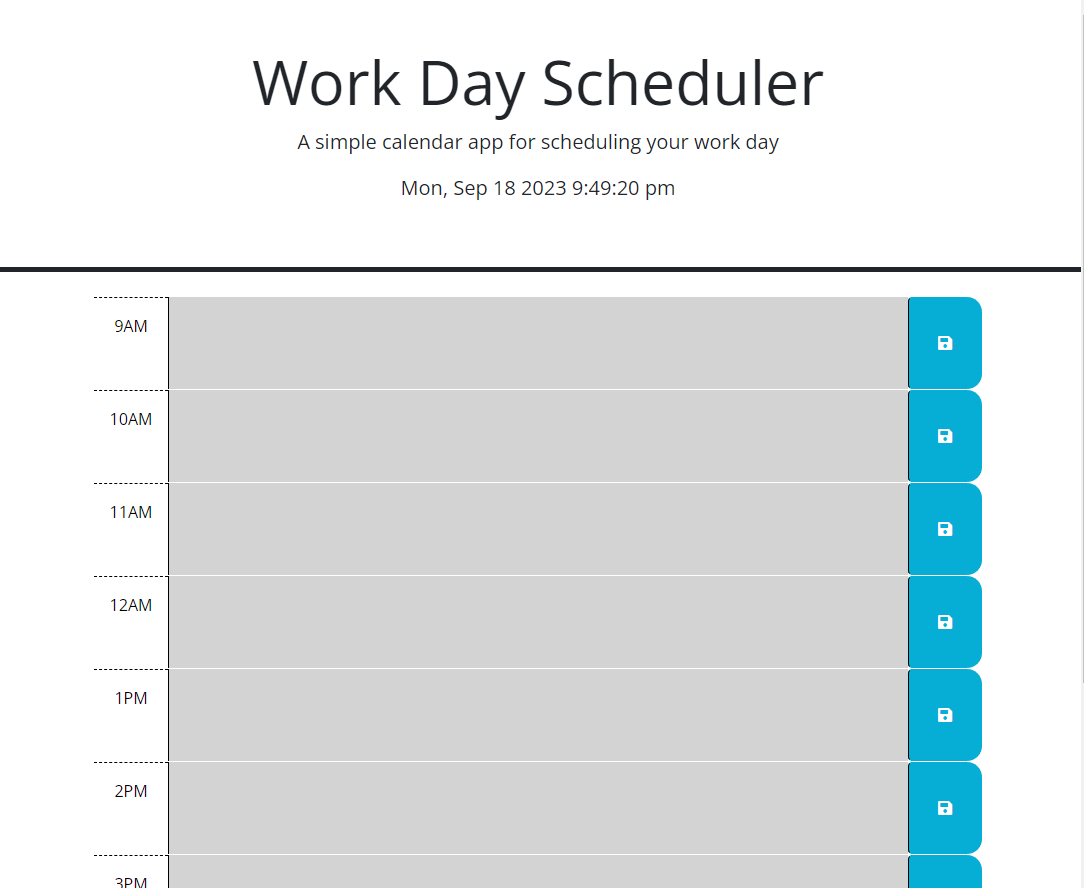 Work Day Scheduler
A simple calendar app for scheduling your work day
Mon, Sep 18 2023 9:49:20 pm
9AM
10AM
11AM
12AM
1PM
2PM
3PM